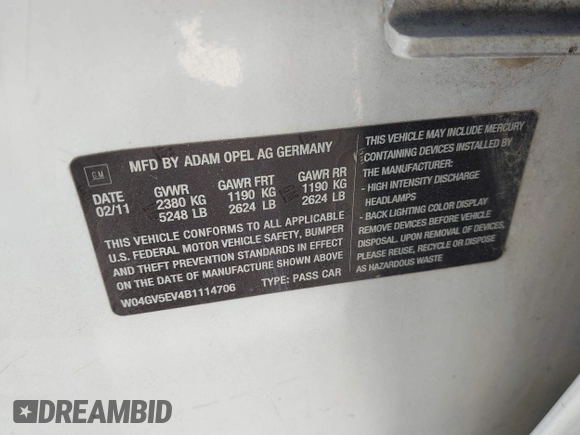 GM
MFD BY ADAM OPEL AG GERMANY
DATE GVWR GAWR FRT GAWR RR
02/11 2380 KG 1190 KG 1190 KG
5248 LB 2624 LB 2624 LB
THIS VEHICLE CONFORMS TO ALL APPLICABLE
U.S. FEDERAL MOTOR VEHICLE SAFETY, BUMPER
AND THEFT PREVENTION STANDARDS IN EFFECT
ON THE DATE OF MANUFACTURE SHOWN ABOVE
W04GV5EV4B1114706 TYPE: PASS CAR
THIS VEHICLE MAY INCLUDE MERCURY
CONTAINING DEVICES INSTALLED BY
THE MANUFACTURER:
- HIGH INTENSITY DISCHARGE
HEADLAMPS
- BACK LIGHTING COLOR DISPLAY
REMOVE DEVICES BEFORE VEHICLE
DISPOSAL. UPON REMOVAL OF DEVICES,
PLEASE REUSE, RECYCLE OR DISPOSE
AS HAZARDOUS WASTE
DREAMBID